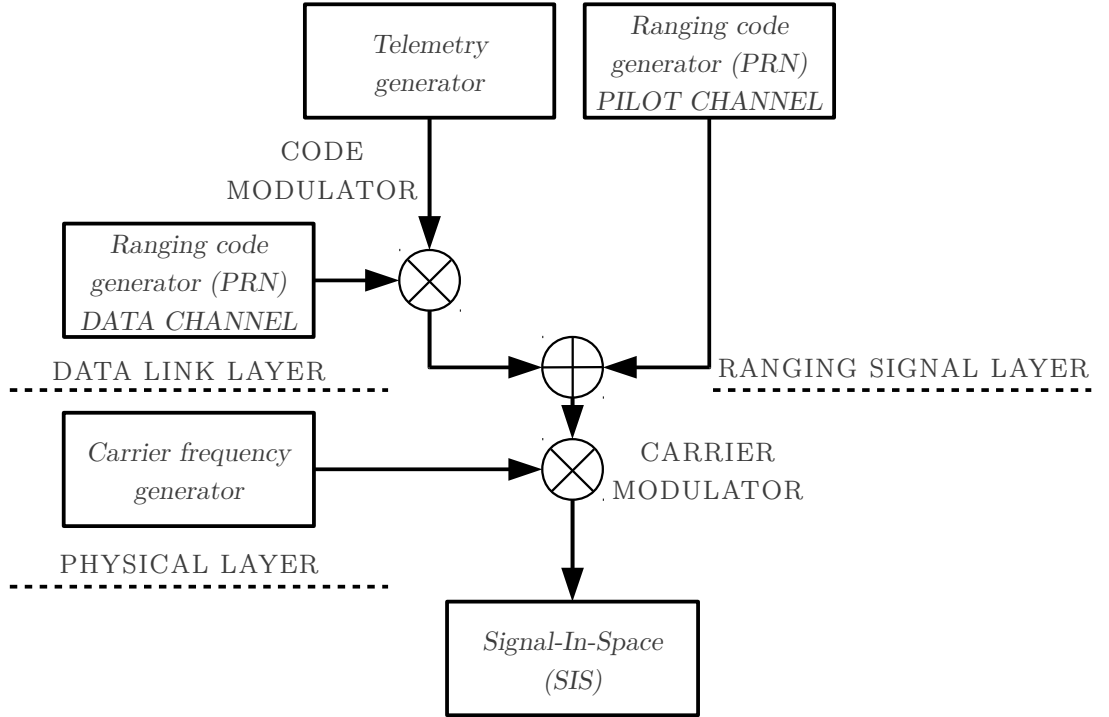 Telemetry
generator
Ranging code
generator (PRN)
PILOT CHANNEL
CODE
MODULATOR
Ranging code
generator (PRN)
DATA CHANNEL
DATA LINK LAYER
RANGING SIGNAL LAYER
Carrier frequency
generator
CARRIER
MODULATOR
PHYSICAL LAYER
Signal-In-Space
(SIS)